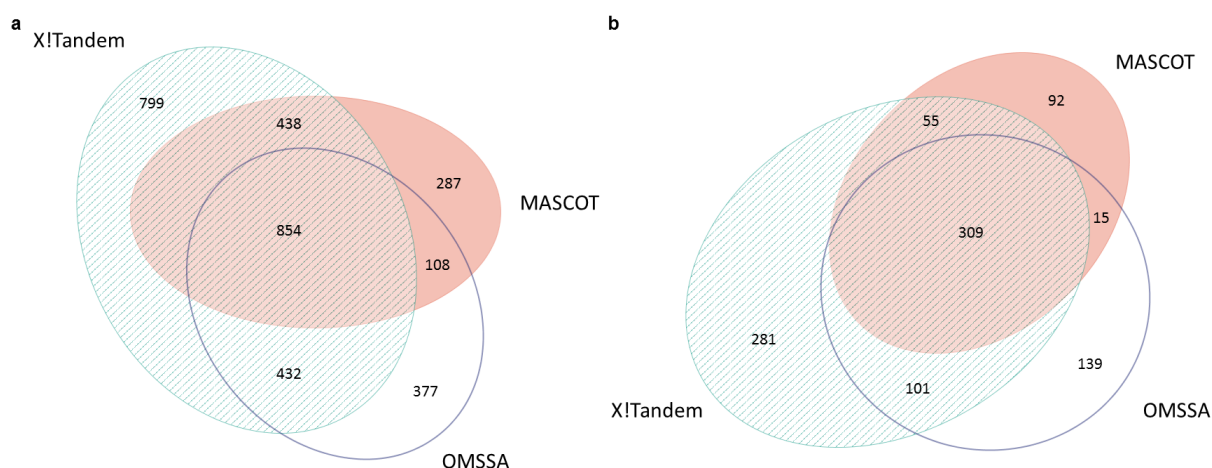 a
X!Tandem
799
438
287
MASCOT
854
108
432
377
OMSSA
b
MASCOT
92
55
15
309
281
139
101
X!Tandem
OMSSA